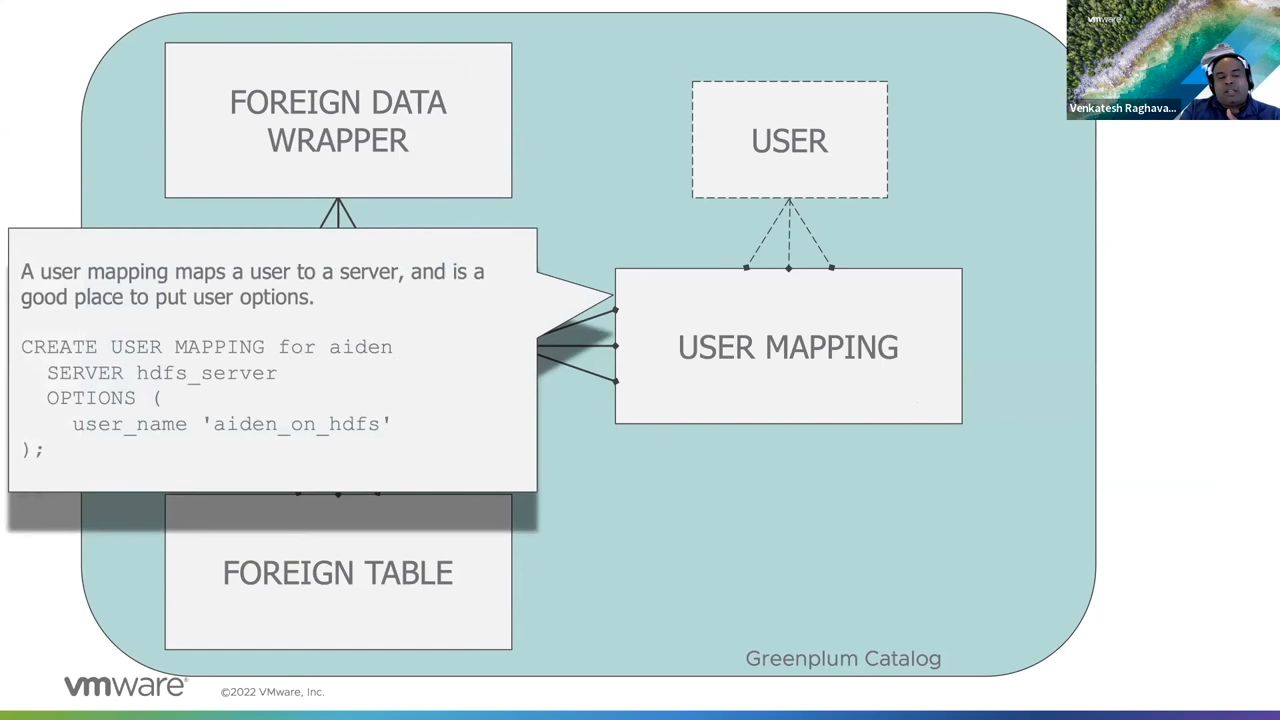 FOREIGN DATA
WRAPPER
USER
vmware
Venkatesh Raghava...
A user mapping maps a user to a server, and is a
good place to put user options.
CREATE USER MAPPING for aiden
SERVER hdfs_server
OPTIONS (
user_name 'aiden_on_hdfs'
);
USER MAPPING
FOREIGN TABLE
Greenplum Catalog
vmware®
©2022 VMware, Inc.